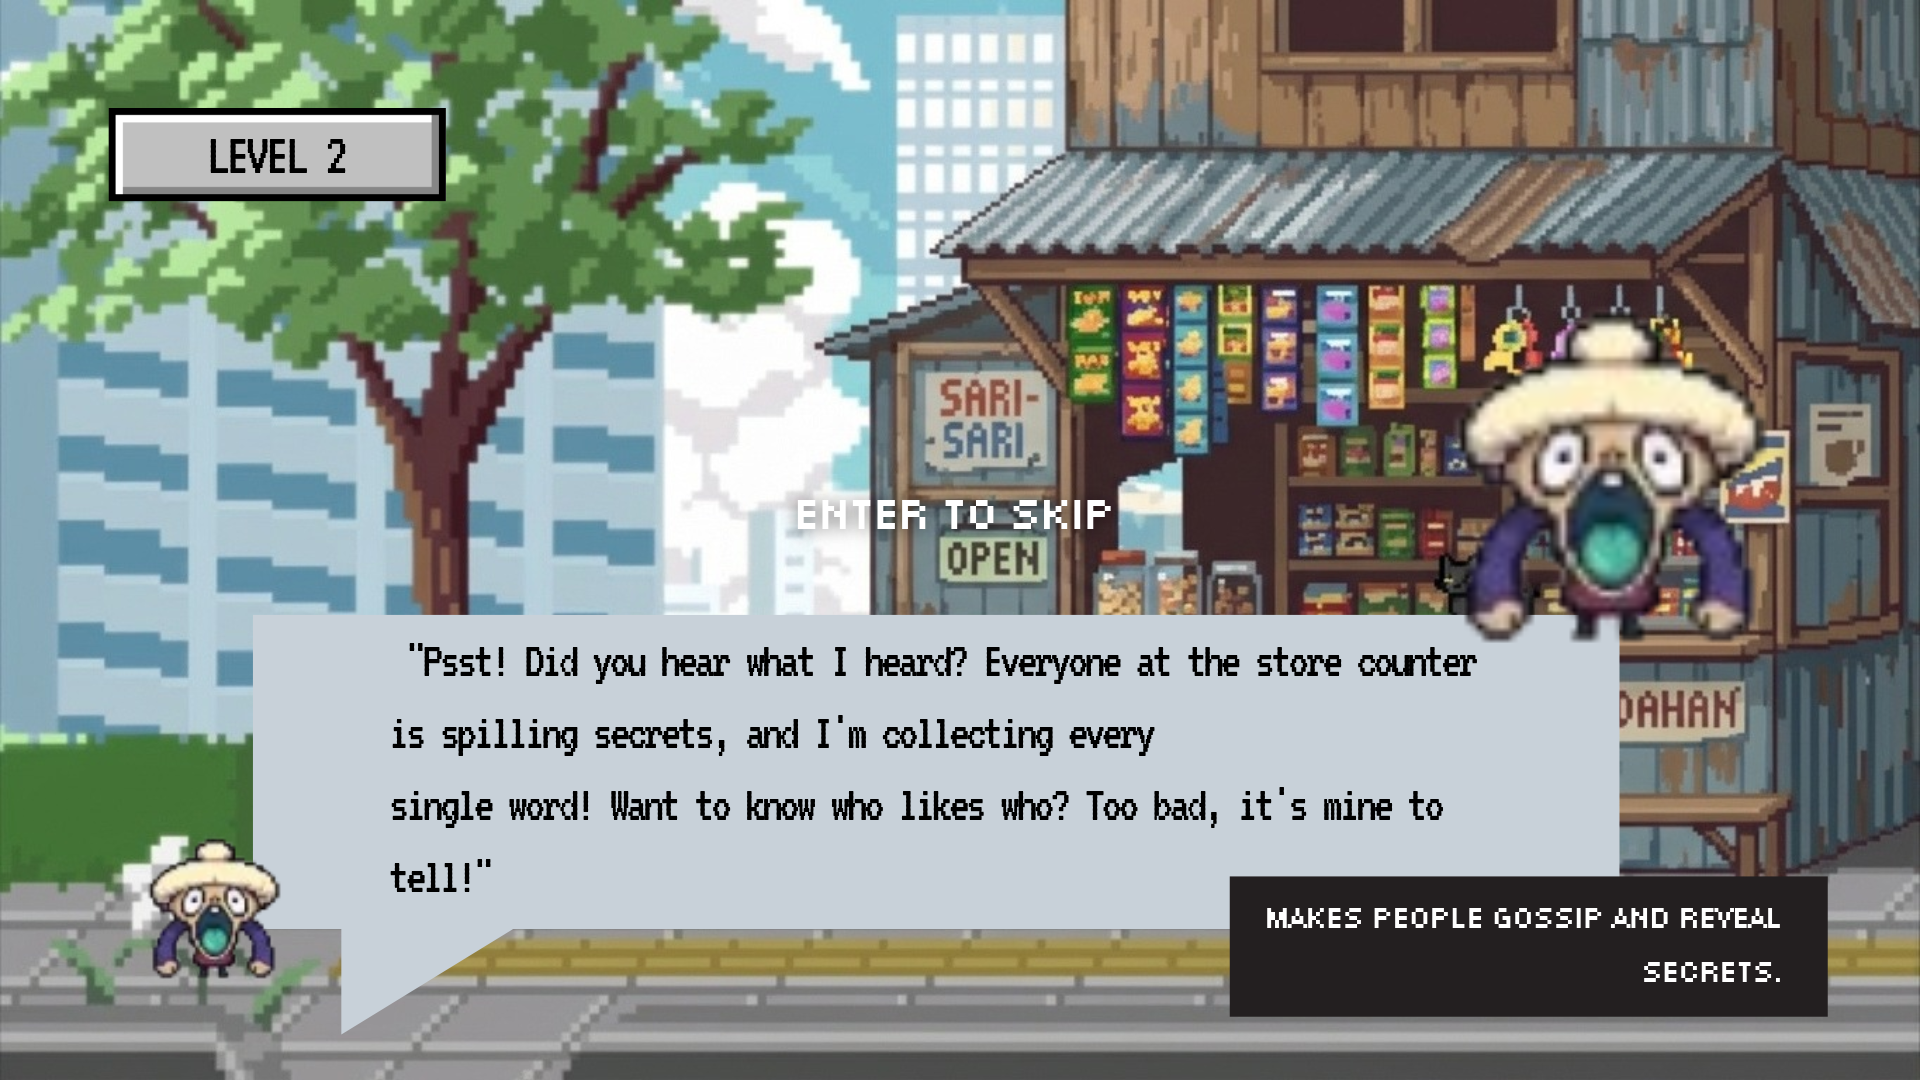 LEVEL 2
SARI-
SARI
ENTER TO SKIP
OPEN
"Psst! Did you hear what I heard? Everyone at the store counter
is spilling secrets, and I'm collecting every
single word! Want to know who likes who? Too bad, it's mine to
tell!"
DAHAN
MAKES PEOPLE GOSSIP AND REVEAL
SECRETS.